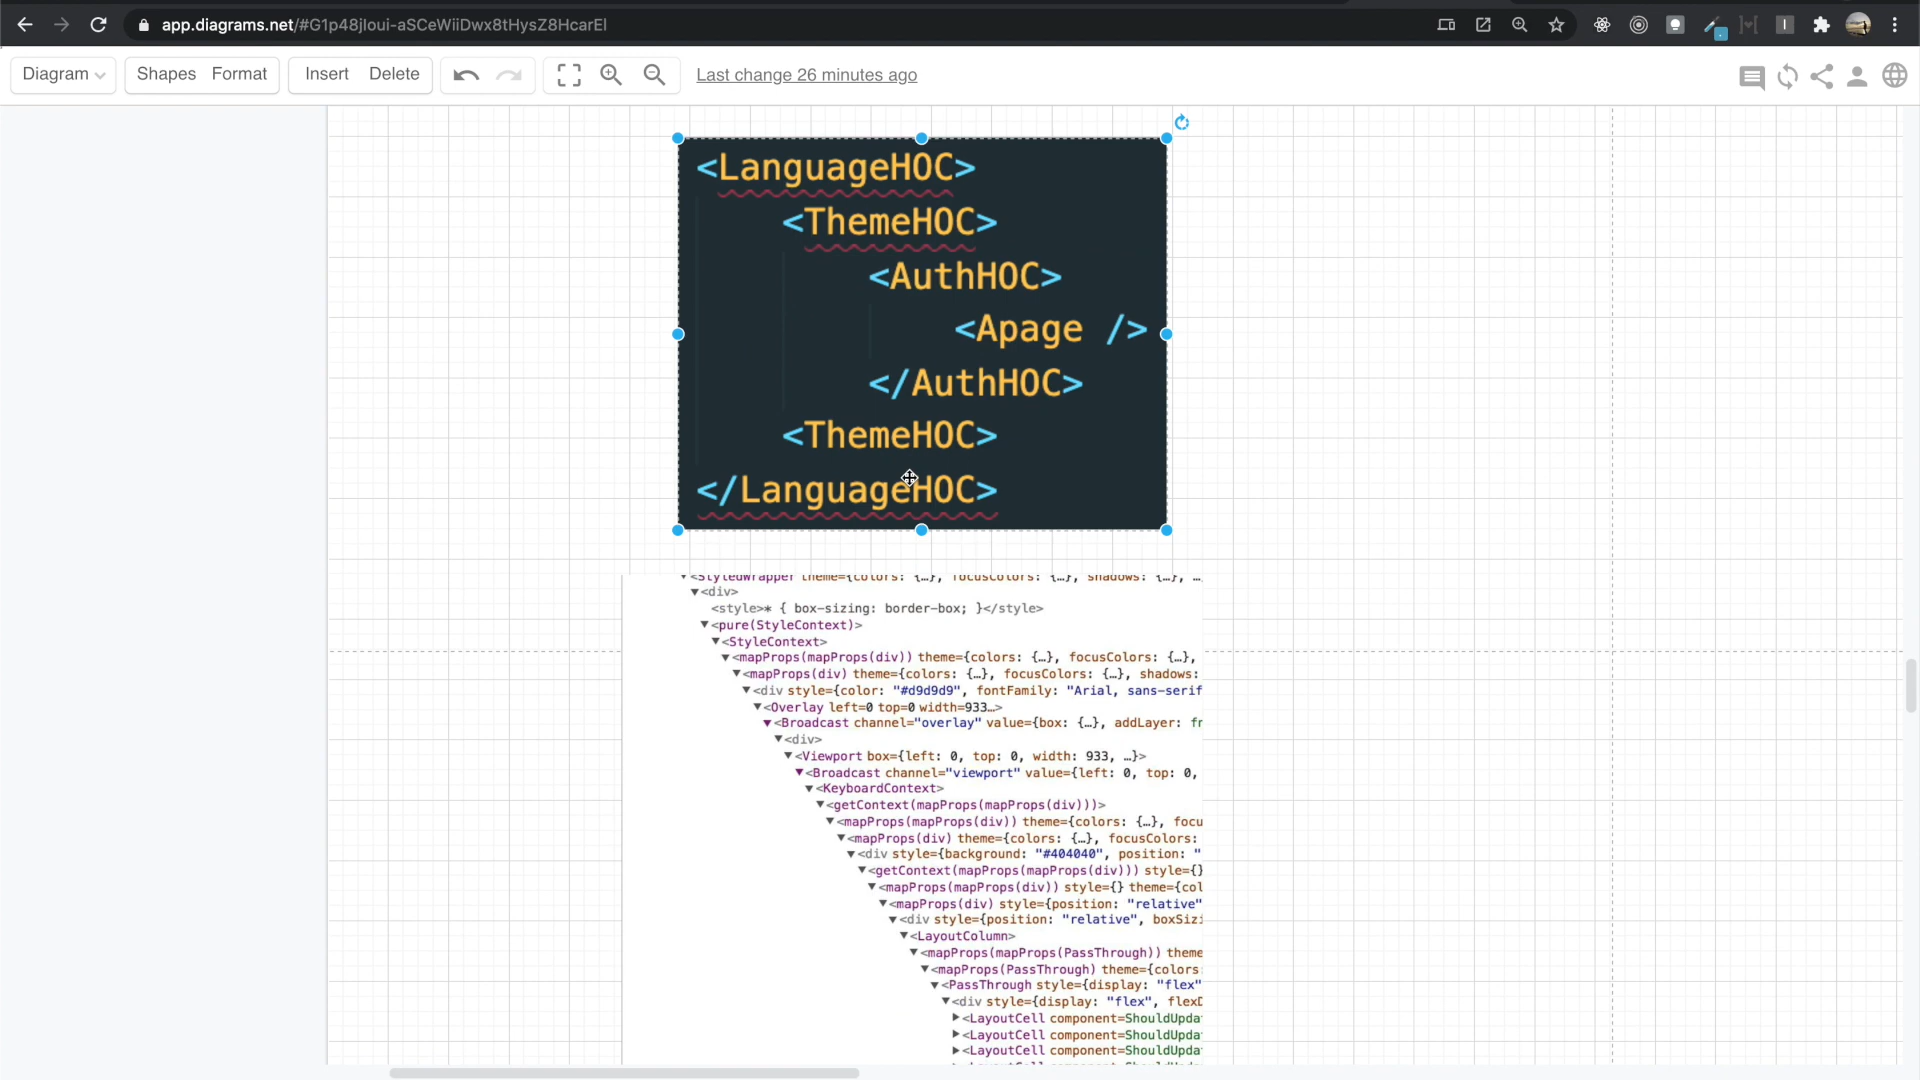 app.diagrams.net/#G1p48jIoui-aSCeWiiDwx8tHysZ8HcarEl
Diagram Shapes Format Insert Delete Last change 26 minutes ago
<LanguageHOC>
<ThemeHOC>
<AuthHOC>
<Apage />
</AuthHOC>
<ThemeHOC>
</LanguageHOC>
<StyledWrapper theme={colors: {…}, focusColors: {…}, shadows: {…}, …
<div>
<style>* { box-sizing: border-box; }</style>
<pure(StyleContext)>
<StyleContext>
<mapProps(mapProps(div)) theme={colors: {…}, focusColors: {…},
<mapProps(div) theme={colors: {…}, focusColors: {…}, shadows:
<div style={color: "#d9d9d9", fontFamily: "Arial, sans-serif
<Overlay left=0 top=0 width=933…>
<Broadcast channel="overlay" value={box: {…}, addLayer: fr
<div>
<Viewport box={left: 0, top: 0, width: 933, …}>
<Broadcast channel="viewport" value={left: 0, top: 0,
<KeyboardContext>
<getContext(mapProps(mapProps(div)))>
<mapProps(mapProps(div)) theme={colors: {…}, focu
<mapProps(div) theme={colors: {…}, focusColors:
<div style={background: "#404040", position: "
<getContext(mapProps(mapProps(div))) style={}
<mapProps(mapProps(div)) style={} theme={col
<mapProps(div) style={position: "relative"
<div style={position: "relative", boxSizi
<LayoutColumn>
<mapProps(mapProps(PassThrough)) theme
<mapProps(PassThrough) theme={colors:
<PassThrough style={display: "flex"
<div style={display: "flex", flexD
<LayoutCell component=ShouldUpda
<LayoutCell component=ShouldUpda
<LayoutCell component=ShouldUpda